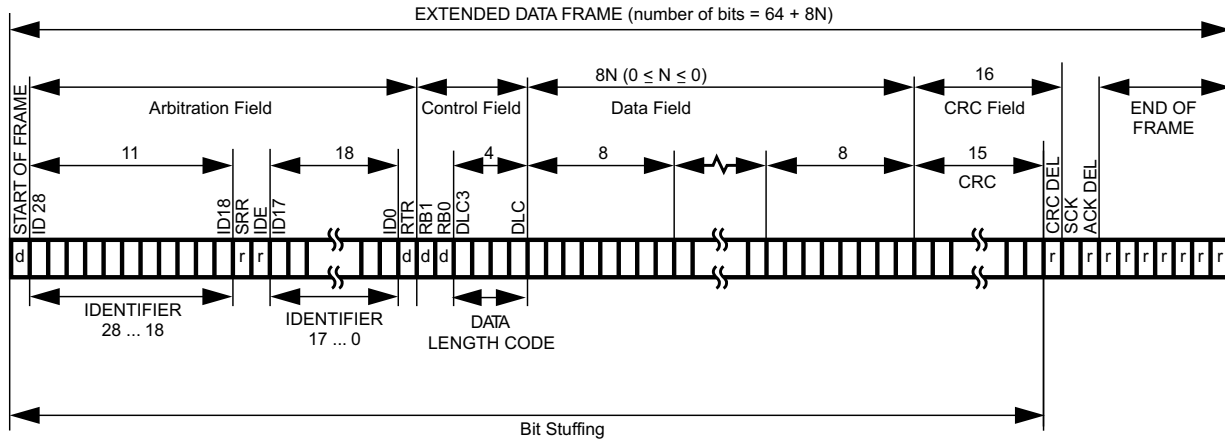 EXTENDED DATA FRAME (number of bits = 64 + 8N)
8N (0 ≤ N ≤ 0)
16
Arbitration Field
Control Field
Data Field
CRC Field
END OF
FRAME
11
18
4
8
8
15
CRC
START OF FRAME
ID 28
ID18
SRR
IDE
ID17
ID0
RTR
RB1
RB0
DLC3
DLC
CRC DEL
SCK
ACK DEL
d r r d d d r r r r r r r r r
IDENTIFIER
28 ... 18
IDENTIFIER
17 ... 0
DATA
LENGTH CODE
Bit Stuffing